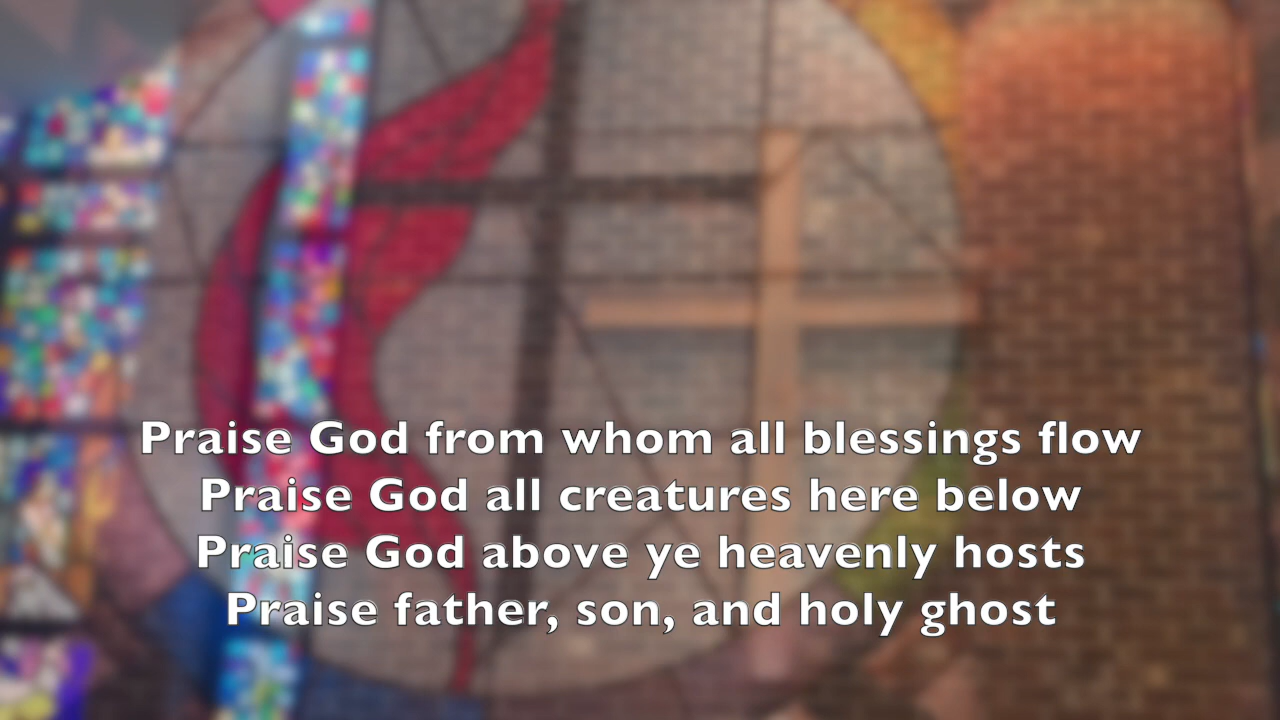 Praise God from whom all blessings flow
Praise God all creatures here below
Praise God above ye heavenly hosts
Praise father, son, and holy ghost